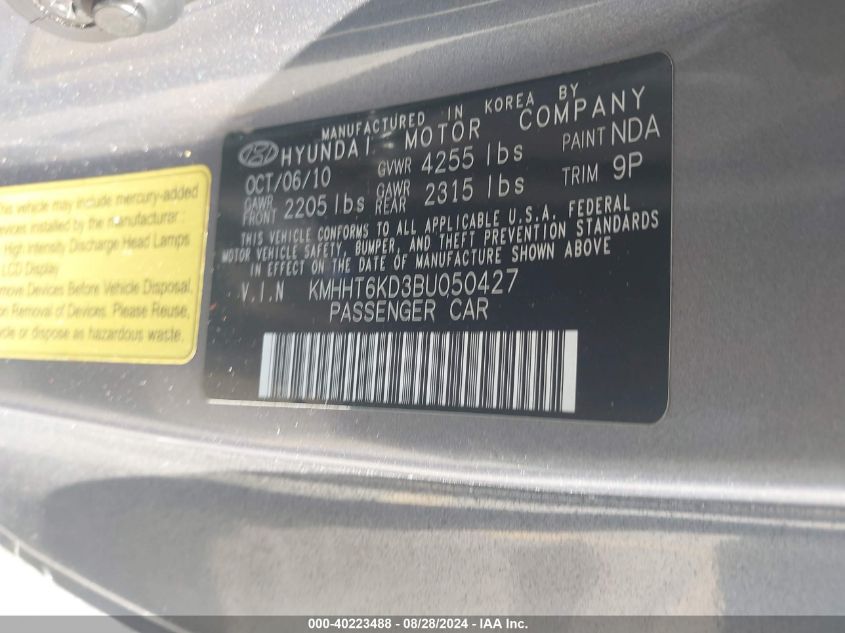 MANUFACTURED IN KOREA BY
HYUNDAI MOTOR COMPANY
OCT/06/10 GVWR 4255 lbs PAINT NDA
GAWR FRONT 2205 lbs GAWR REAR 2315 lbs TRIM 9P
THIS VEHICLE CONFORMS TO ALL APPLICABLE U.S.A. FEDERAL
MOTOR VEHICLE SAFETY, BUMPER, AND THEFT PREVENTION STANDARDS
IN EFFECT ON THE DATE OF MANUFACTURE SHOWN ABOVE
V.I.N KMHHT6KD3BU050427
PASSENGER CAR
This vehicle may include mercury-added
devices installed by the manufacturer :
High Intensity Discharge Head Lamps
LCD Display
Remove Devices Before Vehicle Disposal.
on Removal of Devices. Please Reuse,
cycle or dispose as hazardous waste.
000-40223488 - 08/28/2024 - IAA Inc.